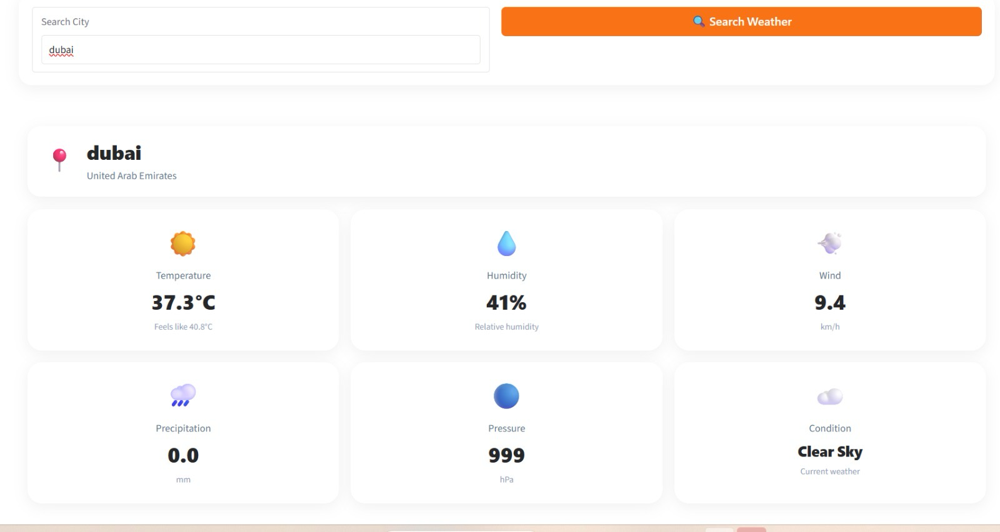 Search City
dubai
🔍 Search Weather
dubai
United Arab Emirates
Temperature
37.3°C
Feels like 40.8°C
Humidity
41%
Relative humidity
Wind
9.4
km/h
Precipitation
0.0
mm
Pressure
999
hPa
Condition
Clear Sky
Current weather